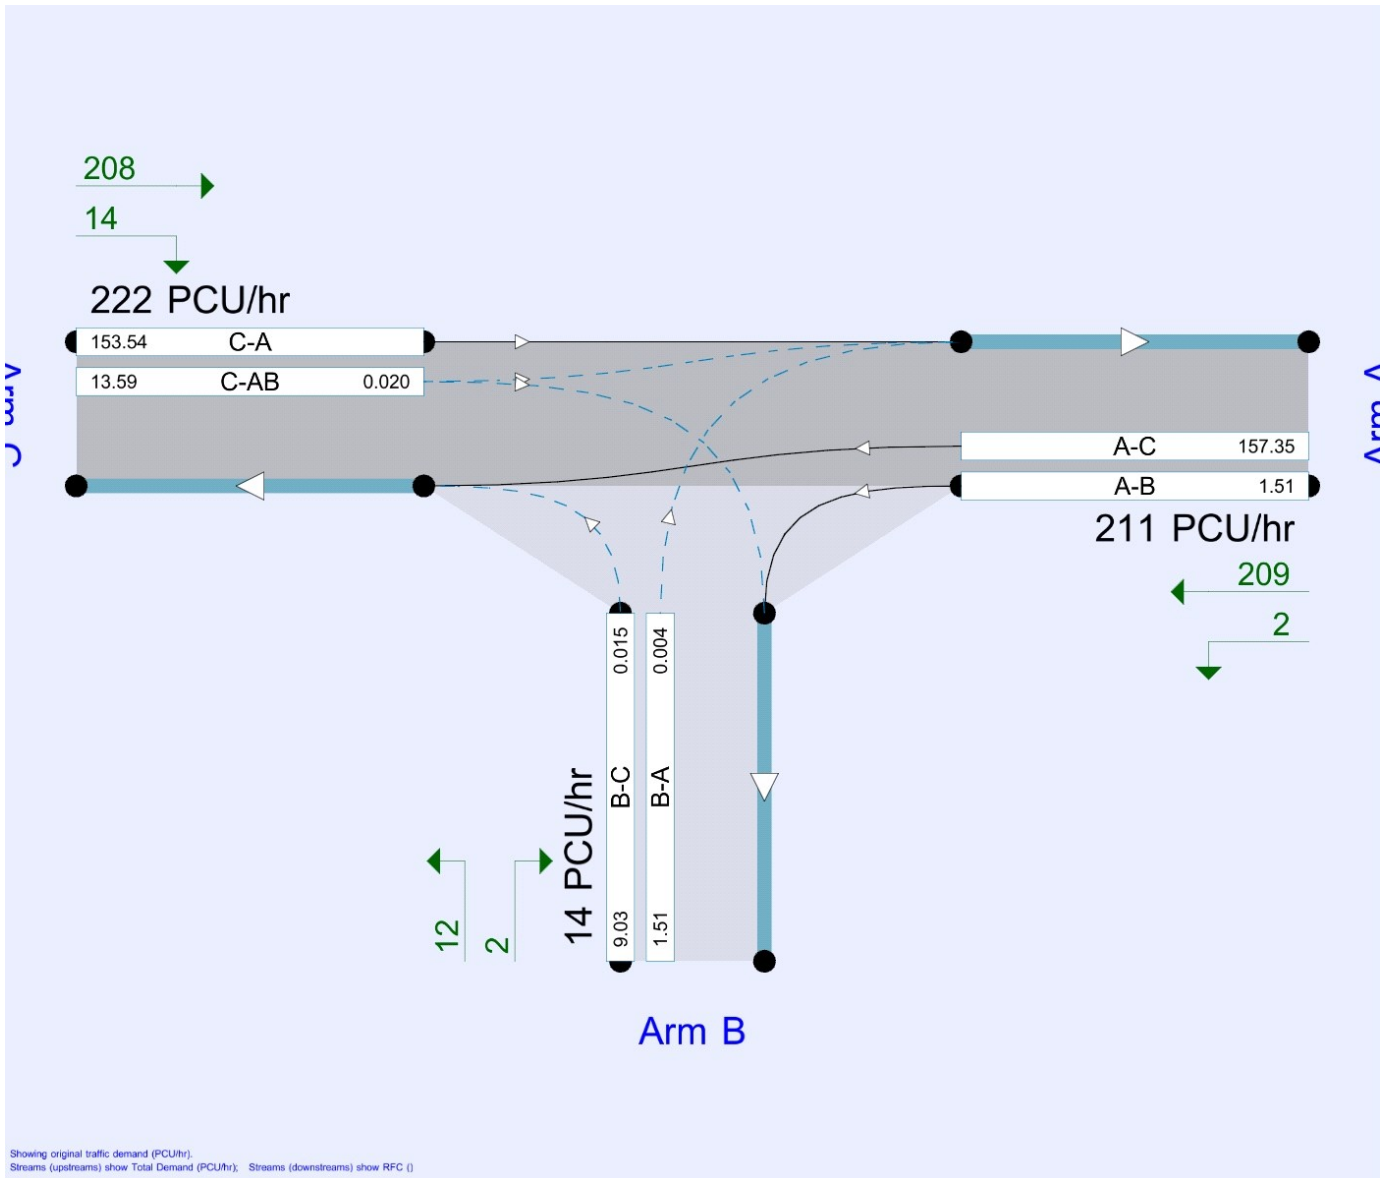 208
14
222 PCU/hr
153.54 C-A
13.59 C-AB 0.020
A-C 157.35
A-B 1.51
211 PCU/hr
209
2
0.015 B-C 9.03
0.004 B-A 1.51
14 PCU/hr
12
2
Arm B
Showing original traffic demand (PCU/hr).
Streams (upstreams) show Total Demand (PCU/hr); Streams (downstreams) show RFC ()